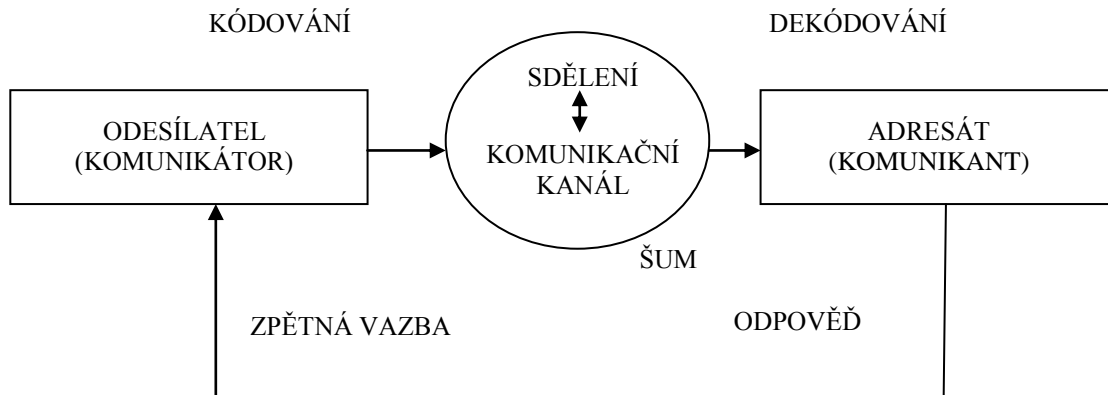 KÓDOVÁNÍ
DEKÓDOVÁNÍ
SDĚLENÍ
ODESÍLATEL
(KOMUNIKÁTOR)
KOMUNIKAČNÍ
KANÁL
ADRESÁT
(KOMUNIKANT)
ŠUM
ZPĚTNÁ VAZBA
ODPOVĚĎ